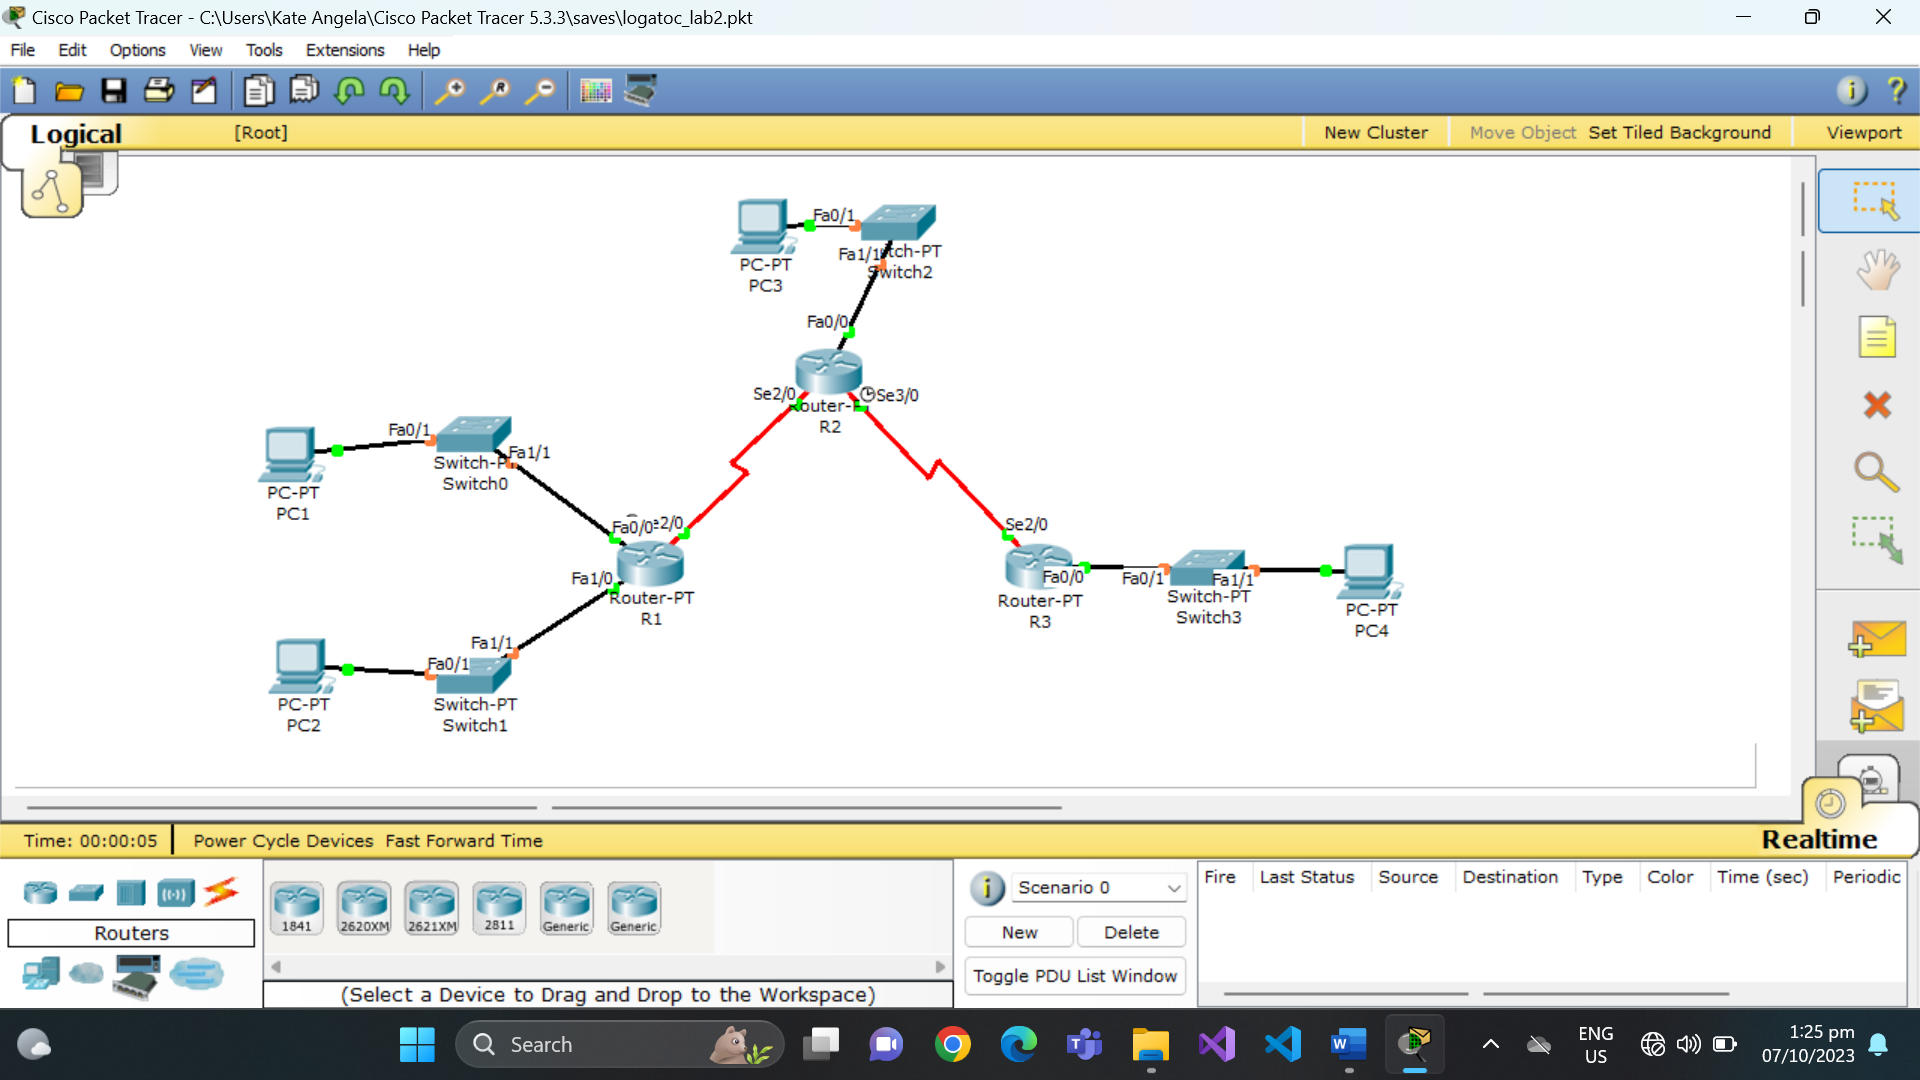 Cisco Packet Tracer - C:\Users\Kate Angela\Cisco Packet Tracer 5.3.3\saves\logatoc_lab2.pkt
File Edit Options View Tools Extensions Help
Logical [Root] New Cluster Move Object Set Tiled Background Viewport
Fa0/1
Fa1/1 tch-PT
PC-PT Switch2
PC3
Fa0/0
Se2/0 Se3/0
Router-P
R2
Fa0/1
Fa1/1
Switch-P
PC-PT Switch0
PC1
Fa0/0 e2/0
Se2/0
Fa1/0
Fa0/0 Fa0/1 Fa1/1
Router-PT Router-PT Switch-PT PC-PT
R1 R3 Switch3 PC4
Fa1/1
Fa0/1
PC-PT Switch-PT
PC2 Switch1
Time: 00:00:05 Power Cycle Devices Fast Forward Time Realtime
1841 2620XM 2621XM 2811 Generic Generic
Routers
(Select a Device to Drag and Drop to the Workspace)
i Scenario 0
New Delete
Toggle PDU List Window
Fire Last Status Source Destination Type Color Time (sec) Periodic
Search
ENG
US
1:25 pm
07/10/2023